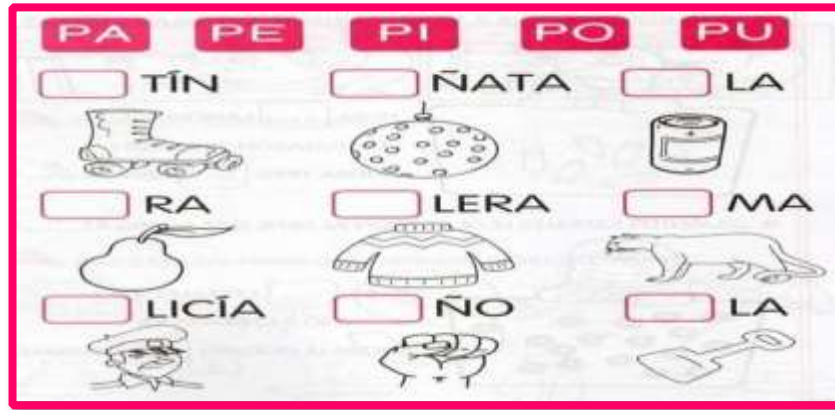 PA PE PI PO PU
TÍN ÑATA LA
RA LERA MA
LICÍA ÑO LA